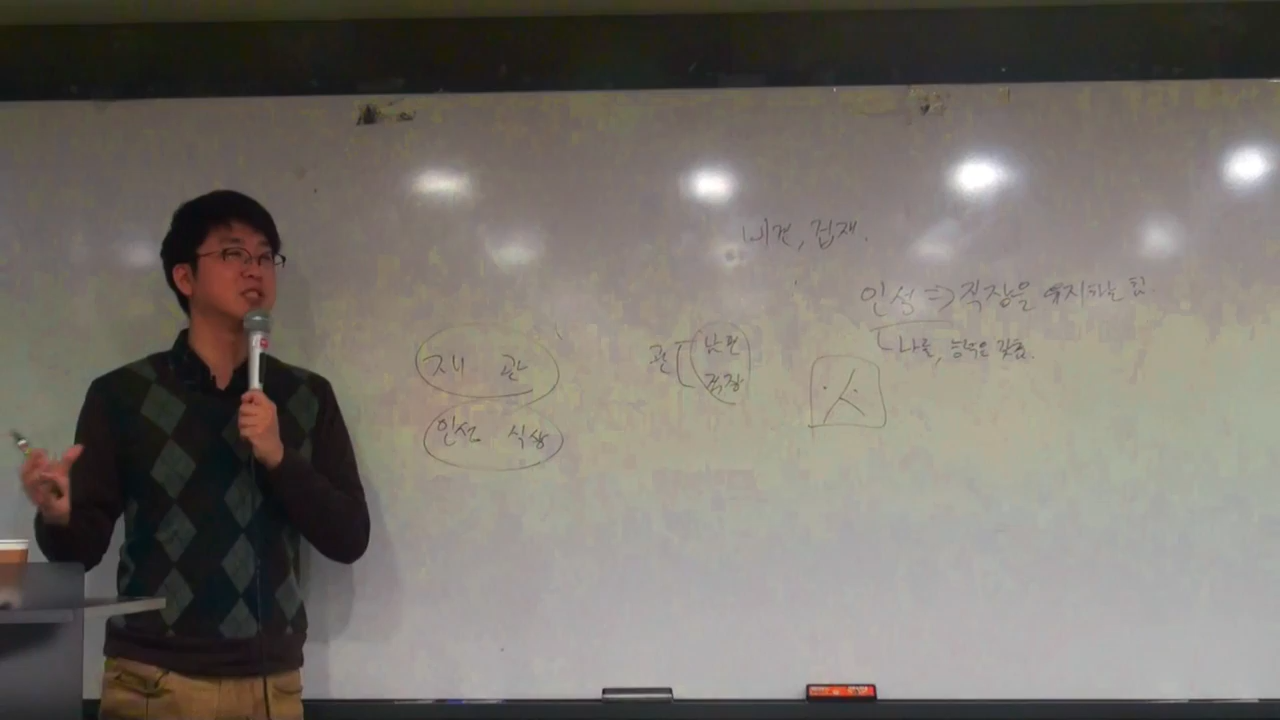 비견, 겁재.
인성 => 직장을 유지하는 힘.
나를, 능력을 갖춤.
재 관
관 남편
직장
인성 식상